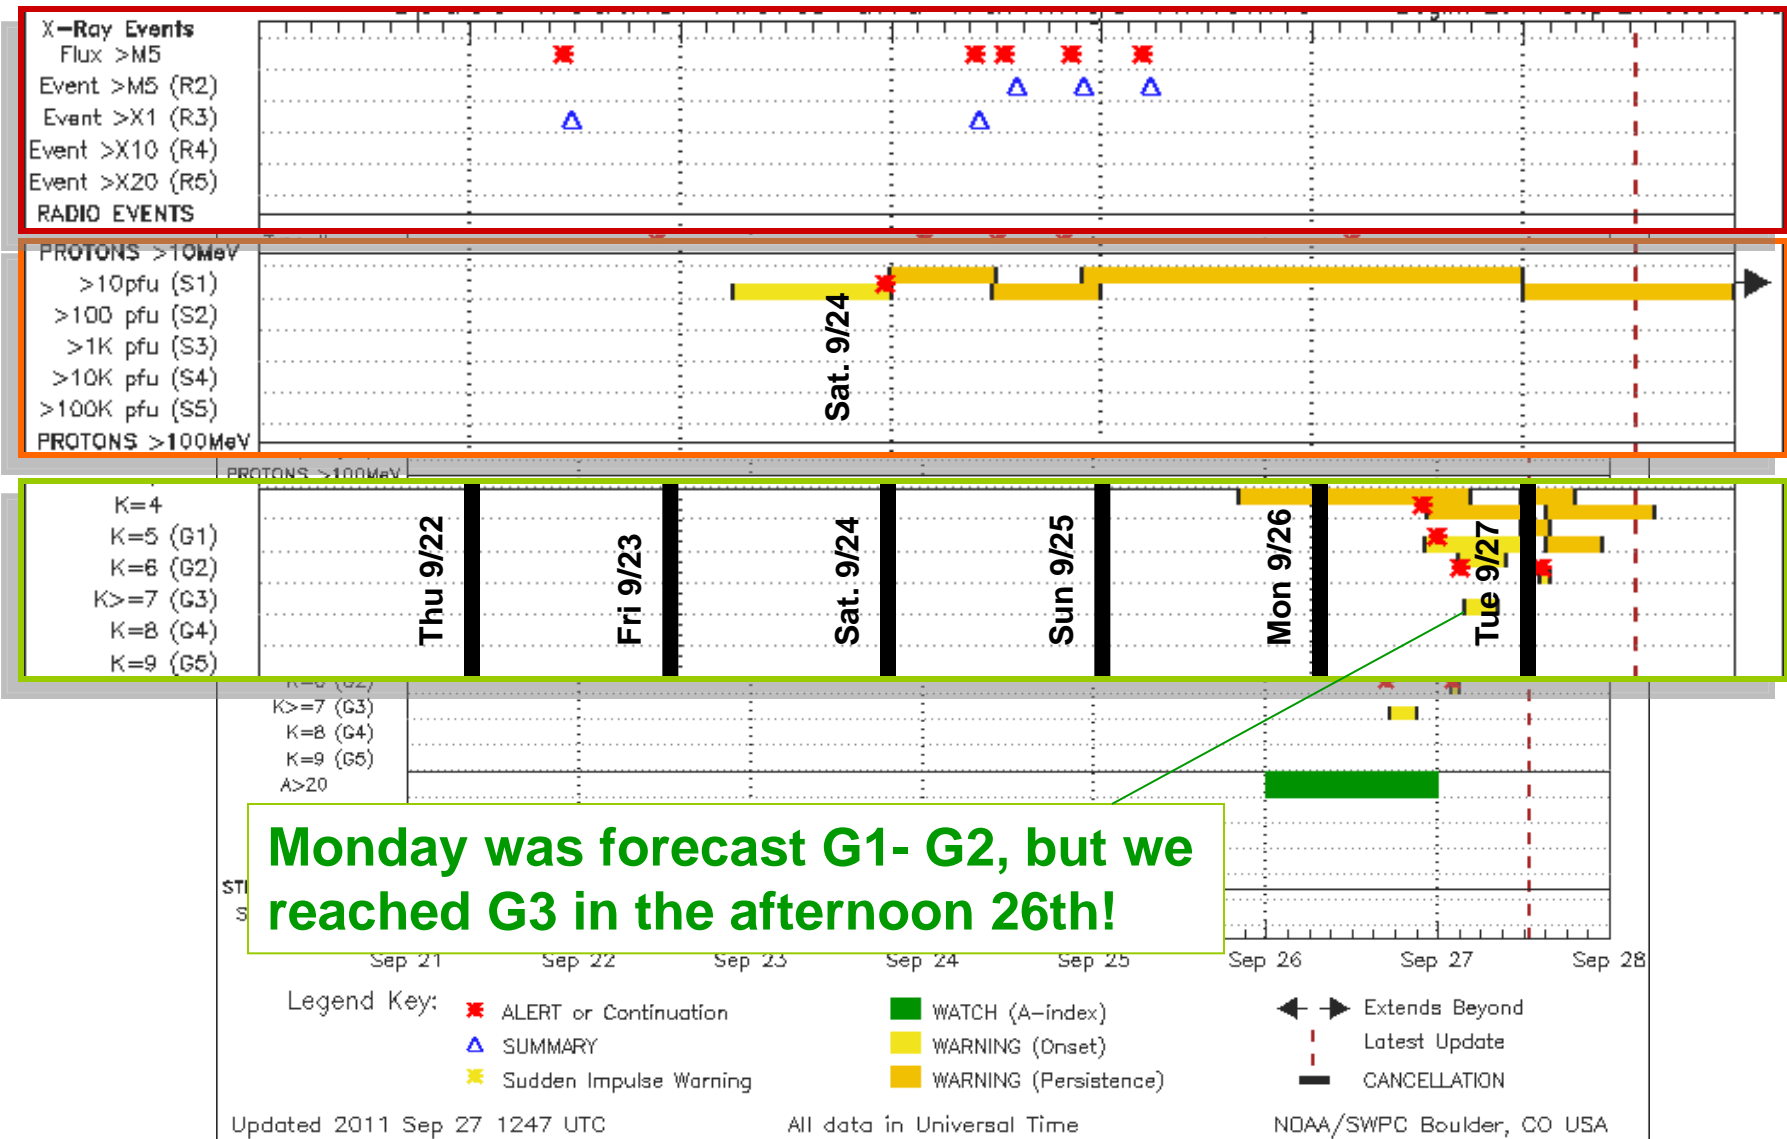 X-Ray Events
Flux >M5
Event >M5 (R2)
Event >X1 (R3)
Event >X10 (R4)
Event >X20 (R5)
RADIO EVENTS
PROTONS >10MeV
>10pfu (S1)
>100 pfu (S2)
>1K pfu (S3)
>10K pfu (S4)
>100K pfu (S5)
PROTONS >100MeV
Sat. 9/24
PROTONS >100MeV
K=4
K=5 (G1)
K=6 (G2)
K>=7 (G3)
K=8 (G4)
K=9 (G5)
Thu 9/22
Fri 9/23
Sat. 9/24
Sun 9/25
Mon 9/26
Tue 9/27
K=6 (G2)
K>=7 (G3)
K=8 (G4)
K=9 (G5)
A>20
Monday was forecast G1- G2, but we
reached G3 in the afternoon 26th!
Sep 21 Sep 22 Sep 23 Sep 24 Sep 25 Sep 26 Sep 27 Sep 28
Legend Key:
ALERT or Continuation
SUMMARY
Sudden Impulse Warning
WATCH (A-index)
WARNING (Onset)
WARNING (Persistence)
Extends Beyond
Latest Update
CANCELLATION
Updated 2011 Sep 27 1247 UTC All data in Universal Time NOAA/SWPC Boulder, CO USA